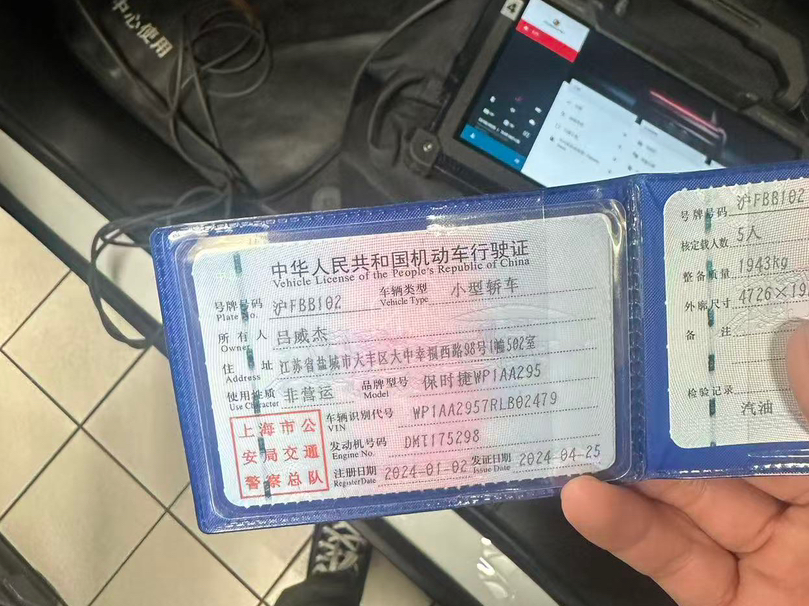 中心使用
4
中华人民共和国机动车行驶证
Vehicle License of the People's Republic of China
号牌号码 沪FBB102 车辆类型 小型轿车
Plate No. Vehicle Type
所有人 吕威杰
Owner
住址 江苏省盐城市大丰区大中幸福西路98号1幢502室
Address
使用性质 非营运 品牌型号 保时捷WP1AA295
Use Character Model
上海市公
安局交通
警察总队
车辆识别代号 WP1AA2957RLB02479
VIN
发动机号码 DMT175298
Engine No.
注册日期 2024-01-02 发证日期 2024-04-25
Register Date Issue Date
号牌号码 沪FBB102
核定载人数 5人
整备质量 1943kg
外廓尺寸 4726×19
备注
检验记录
汽油